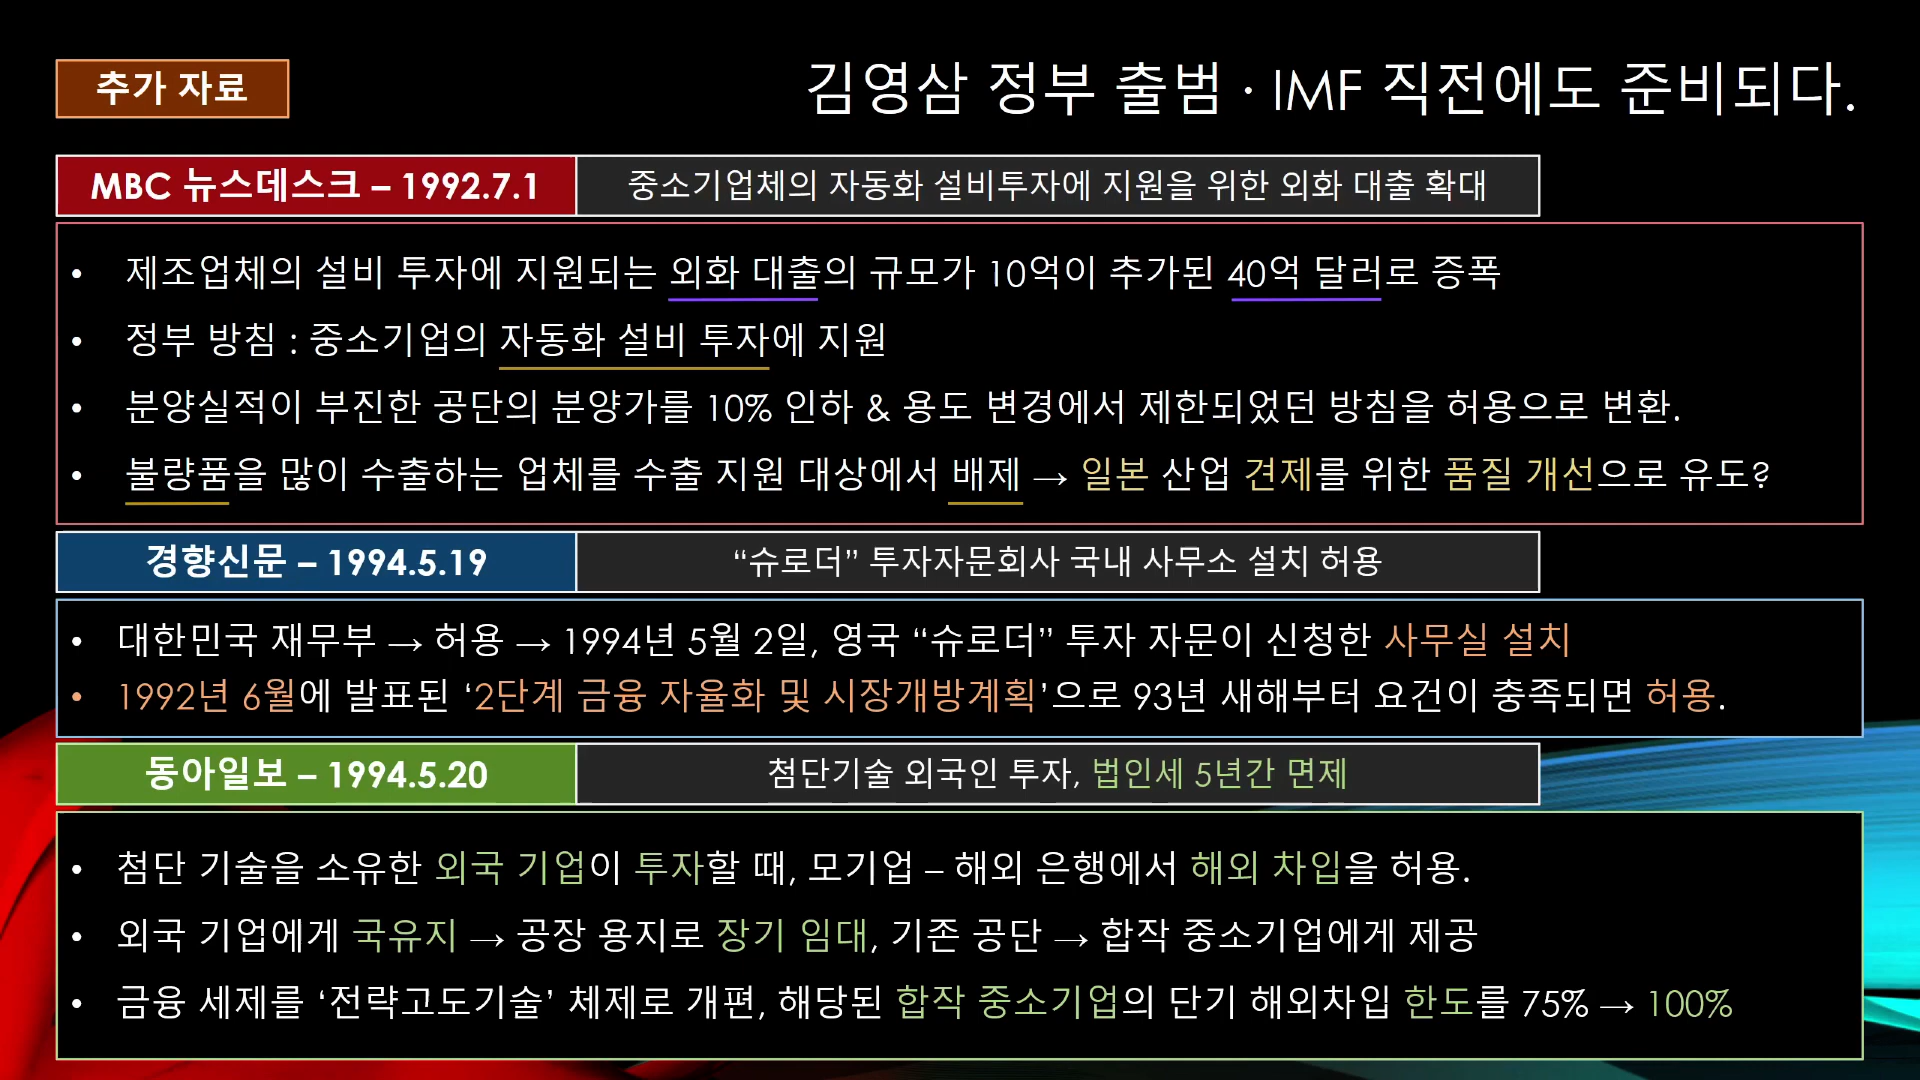 추가 자료
김영삼 정부 출범 · IMF 직전에도 준비되다.
MBC 뉴스데스크 – 1992.7.1
중소기업체의 자동화 설비투자에 지원을 위한 외화 대출 확대
• 제조업체의 설비 투자에 지원되는 외화 대출의 규모가 10억이 추가된 40억 달러로 증폭
• 정부 방침 : 중소기업의 자동화 설비 투자에 지원
• 분양실적이 부진한 공단의 분양가를 10% 인하 & 용도 변경에서 제한되었던 방침을 허용으로 변환.
• 불량품을 많이 수출하는 업체를 수출 지원 대상에서 배제 → 일본 산업 견제를 위한 품질 개선으로 유도?
경향신문 – 1994.5.19
“슈로더” 투자자문회사 국내 사무소 설치 허용
• 대한민국 재무부 → 허용 → 1994년 5월 2일, 영국 “슈로더” 투자 자문이 신청한 사무실 설치
• 1992년 6월에 발표된 ‘2단계 금융 자율화 및 시장개방계획’으로 93년 새해부터 요건이 충족되면 허용.
동아일보 – 1994.5.20
첨단기술 외국인 투자, 법인세 5년간 면제
• 첨단 기술을 소유한 외국 기업이 투자할 때, 모기업 – 해외 은행에서 해외 차입을 허용.
• 외국 기업에게 국유지 → 공장 용지로 장기 임대, 기존 공단 → 합작 중소기업에게 제공
• 금융 세제를 ‘전략고도기술’ 체제로 개편, 해당된 합작 중소기업의 단기 해외차입 한도를 75% → 100%